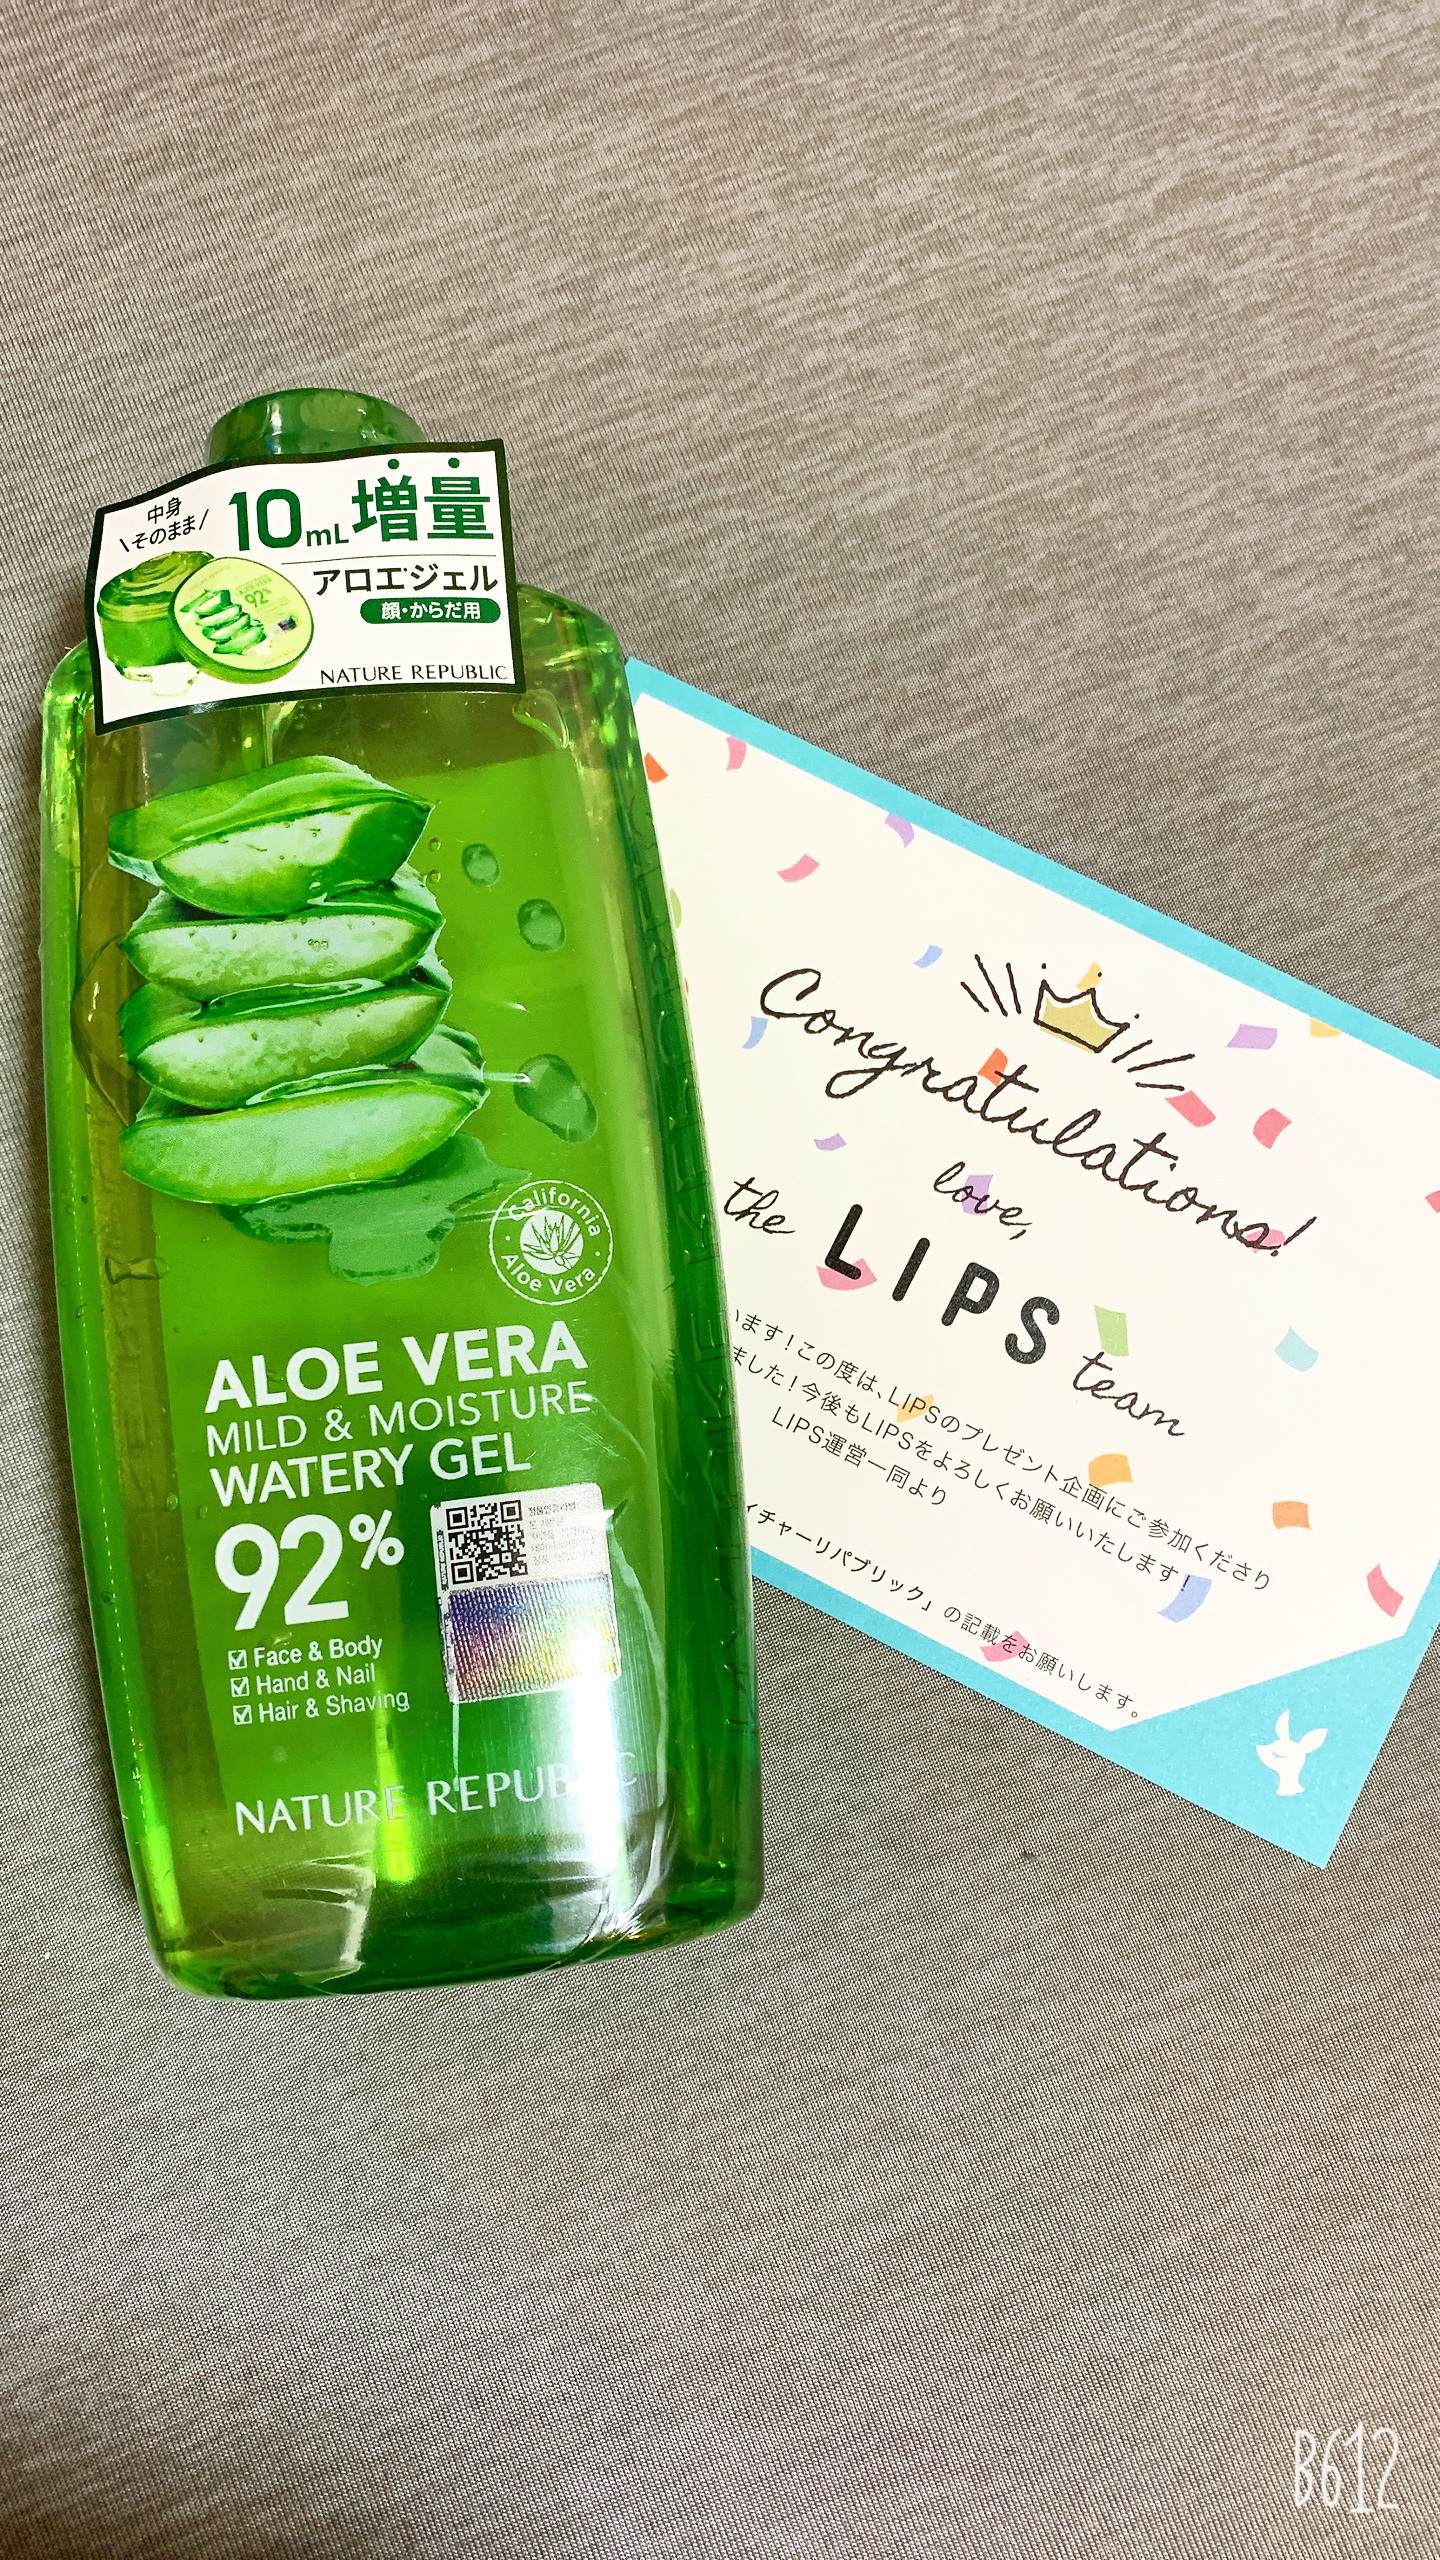 中身
\そのまま/
10mL増量
アロエジェル
顔・からだ用
NATURE REPUBLIC
92%
California
Aloe Vera
ALOE VERA
MILD & MOISTURE
WATERY GEL
92%
Face & Body
Hand & Nail
Hair & Shaving
NATURE REPUBLIC
Congratulations!
love,
the LIPS team
います!この度は、LIPSのプレゼント企画にご参加くださり
ました!今後もLIPSをよろしくお願いいたします!
LIPS運営一同より
イチャーリパブリック」の記載をお願いします。
B612